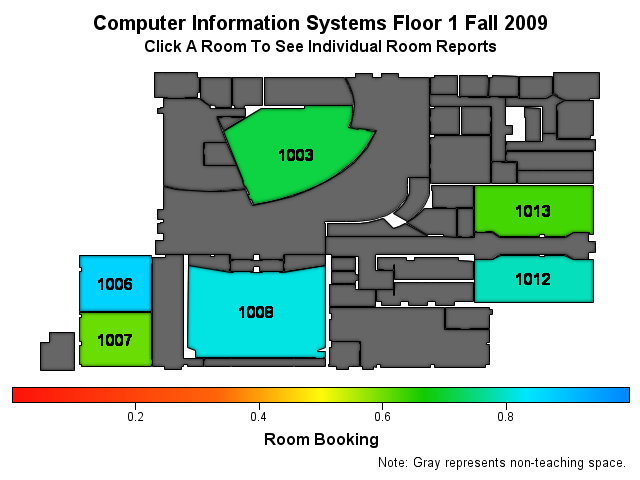 Computer Information Systems Floor 1 Fall 2009
Click A Room To See Individual Room Reports
1003
1013
1006
1012
1008
1007
0.2 0.4 0.6 0.8
Room Booking
Note: Gray represents non-teaching space.